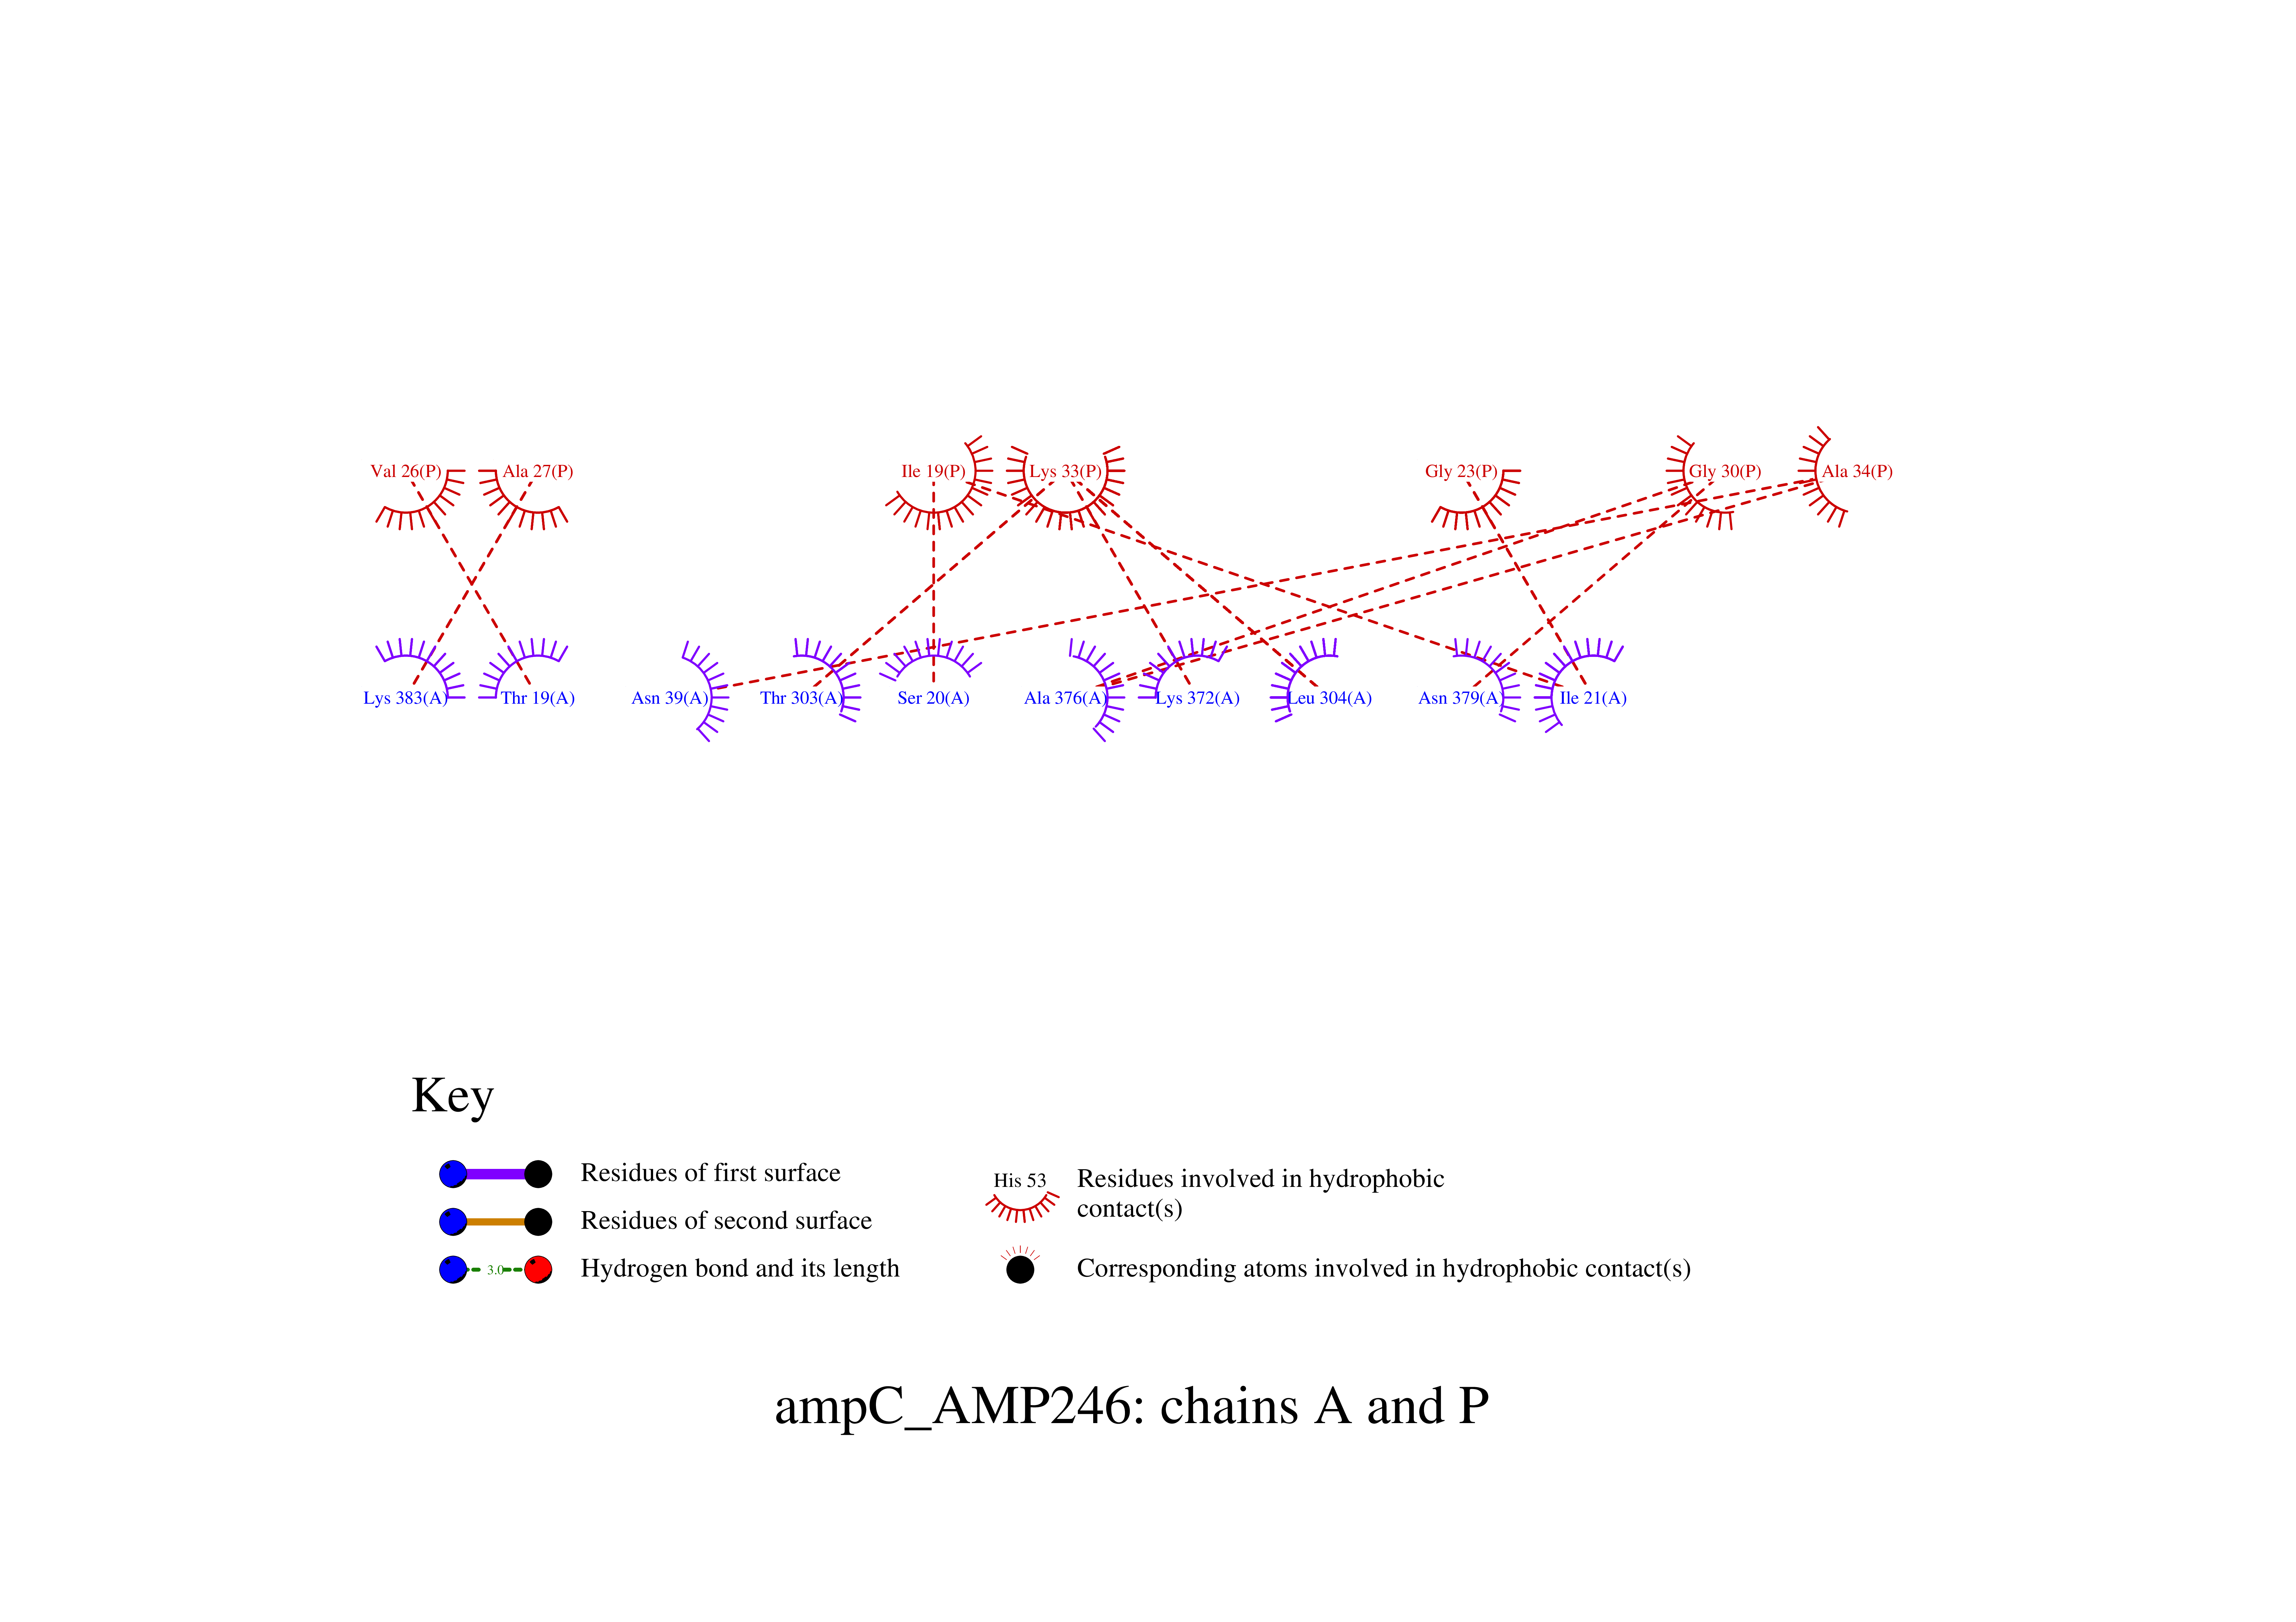 Val 26(P) Ala 27(P) Ile 19(P) Lys 33(P) Gly 23(P) Gly 30(P) Ala 34(P)
Lys 383(A) Thr 19(A) Asn 39(A) Thr 303(A) Ser 20(A) Ala 376(A) Lys 372(A) Leu 304(A) Asn 379(A) Ile 21(A)
Key
Residues of first surface
Residues of second surface
3.0 Hydrogen bond and its length
His 53 Residues involved in hydrophobic
contact(s)
Corresponding atoms involved in hydrophobic contact(s)
ampC_AMP246: chains A and P